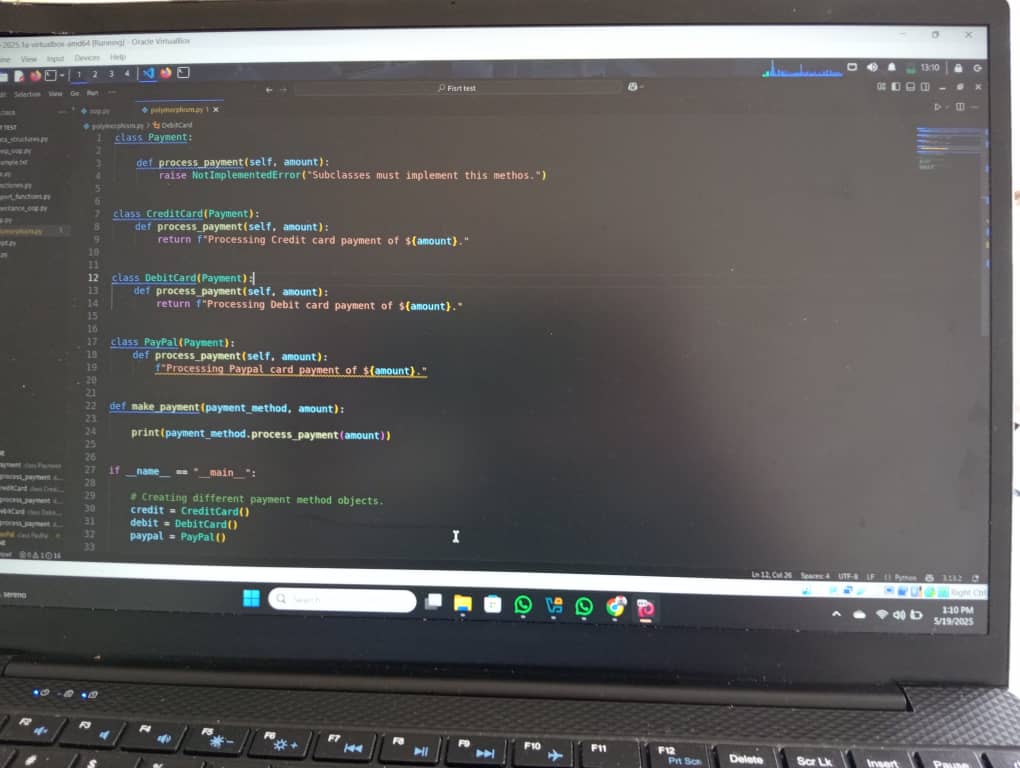 2025.1a-virtualbox-amd64 [Running] - Oracle VirtualBox
View Input Devices Help
1 2 3 4
13:10
Selection View Go Run ...
Fisrt test
oop.py
polymorphism.py 1
polymorphism.py > DebitCard
1 class Payment:
2
3 def process_payment(self, amount):
4 raise NotImplementedError("Subclasses must implement this methos.")
5
6
7 class CreditCard(Payment):
8 def process_payment(self, amount):
9 return f"Processing Credit card payment of ${amount}."
10
11
12 class DebitCard(Payment):
13 def process_payment(self, amount):
14 return f"Processing Debit card payment of ${amount}."
15
16
17 class PayPal(Payment):
18 def process_payment(self, amount):
19 f"Processing Paypal card payment of ${amount}."
20
21
22 def make_payment(payment_method, amount):
23
24 print(payment_method.process_payment(amount))
25
26
27 if __name__ == "__main__":
28
29 # Creating different payment method objects.
30 credit = CreditCard()
31 debit = DebitCard()
32 paypal = PayPal()
33
Ln 12, Col 26 Spaces: 4 UTF-8 LF Python 3.13.2
Right Ctrl
Search
1:10 PM
5/19/2025
F2
F3
F4
F5
F6
F7
F8
F9
F10
F11
F12
Prt Scn
Delete
Scr Lk
Insert
Pause
# $ %